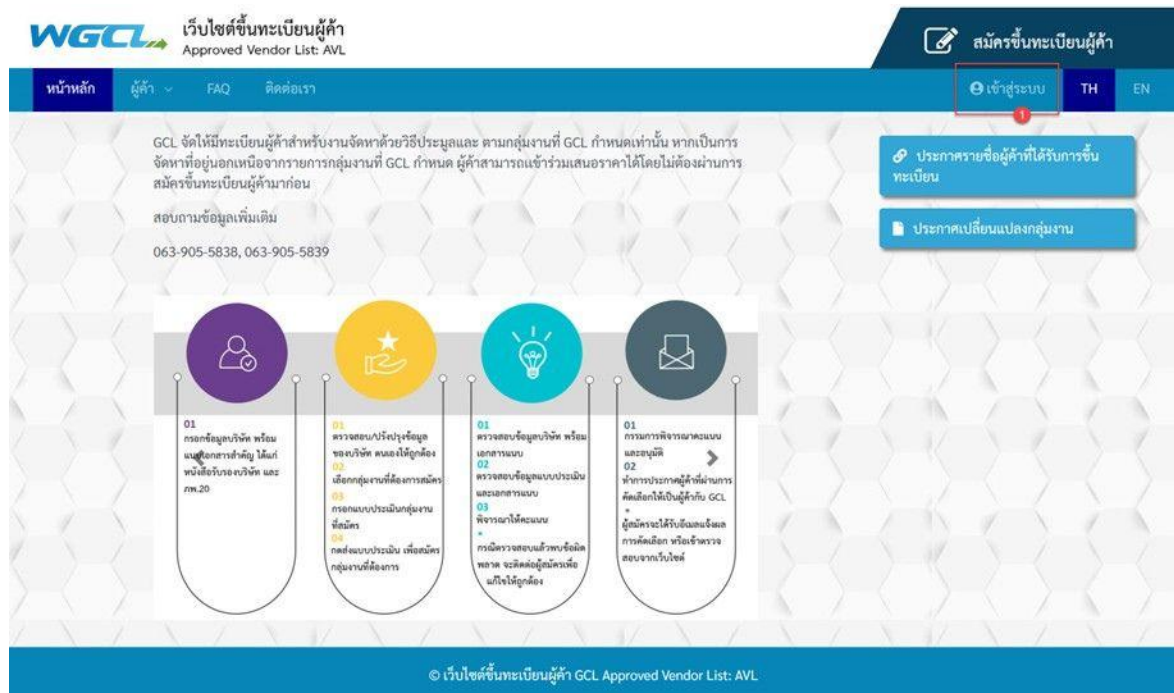 WGCL
เว็บไซต์ขึ้นทะเบียนผู้ค้า
Approved Vendor List: AVL
สมัครขึ้นทะเบียนผู้ค้า
หน้าหลัก ผู้ค้า FAQ ติดต่อเรา เข้าสู่ระบบ TH EN
1
GCL จัดให้มีทะเบียนผู้ค้าสำหรับงานจัดหาด้วยวิธีประมูลและ ตามกลุ่มงานที่ GCL กำหนดเท่านั้น หากเป็นการ
จัดหาที่อยู่นอกเหนือจากรายการกลุ่มงานที่ GCL กำหนด ผู้ค้าสามารถเข้าร่วมเสนอราคาได้โดยไม่ต้องผ่านการ
สมัครขึ้นทะเบียนผู้ค้ามาก่อน
สอบถามข้อมูลเพิ่มเติม
063-905-5838, 063-905-5839
ประกาศรายชื่อผู้ค้าที่ได้รับการขึ้น
ทะเบียน
ประกาศเปลี่ยนแปลงกลุ่มงาน
01
กรอกข้อมูลบริษัท พร้อม
แนบเอกสารสำคัญ ได้แก่
หนังสือรับรองบริษัท และ
ภพ.20
01
ตรวจสอบ/ปรับปรุงข้อมูล
ของบริษัท ตนเองให้ถูกต้อง
02
เลือกกลุ่มงานที่ต้องการสมัคร
03
กรอกแบบประเมินกลุ่มงาน
ที่สมัคร
04
กดส่งแบบประเมิน เพื่อสมัคร
กลุ่มงานที่ต้องการ
01
ตรวจสอบข้อมูลบริษัท พร้อม
เอกสารแนบ
02
ตรวจสอบข้อมูลแบบประเมิน
และเอกสารแนบ
03
พิจารณาให้คะแนน
*
กรณีตรวจสอบแล้วพบข้อผิด
พลาด จะติดต่อผู้สมัครเพื่อ
แก้ไขให้ถูกต้อง
01
กรรมการพิจารณาคะแนน
และอนุมัติ
02
ทำการประกาศผู้ค้าที่ผ่านการ
คัดเลือกให้เป็นผู้ค้ากับ GCL
*
ผู้สมัครจะได้รับอีเมลแจ้งผล
การคัดเลือก หรือเข้าตรวจ
สอบจากเว็บไซต์
© เว็บไซต์ขึ้นทะเบียนผู้ค้า GCL Approved Vendor List: AVL